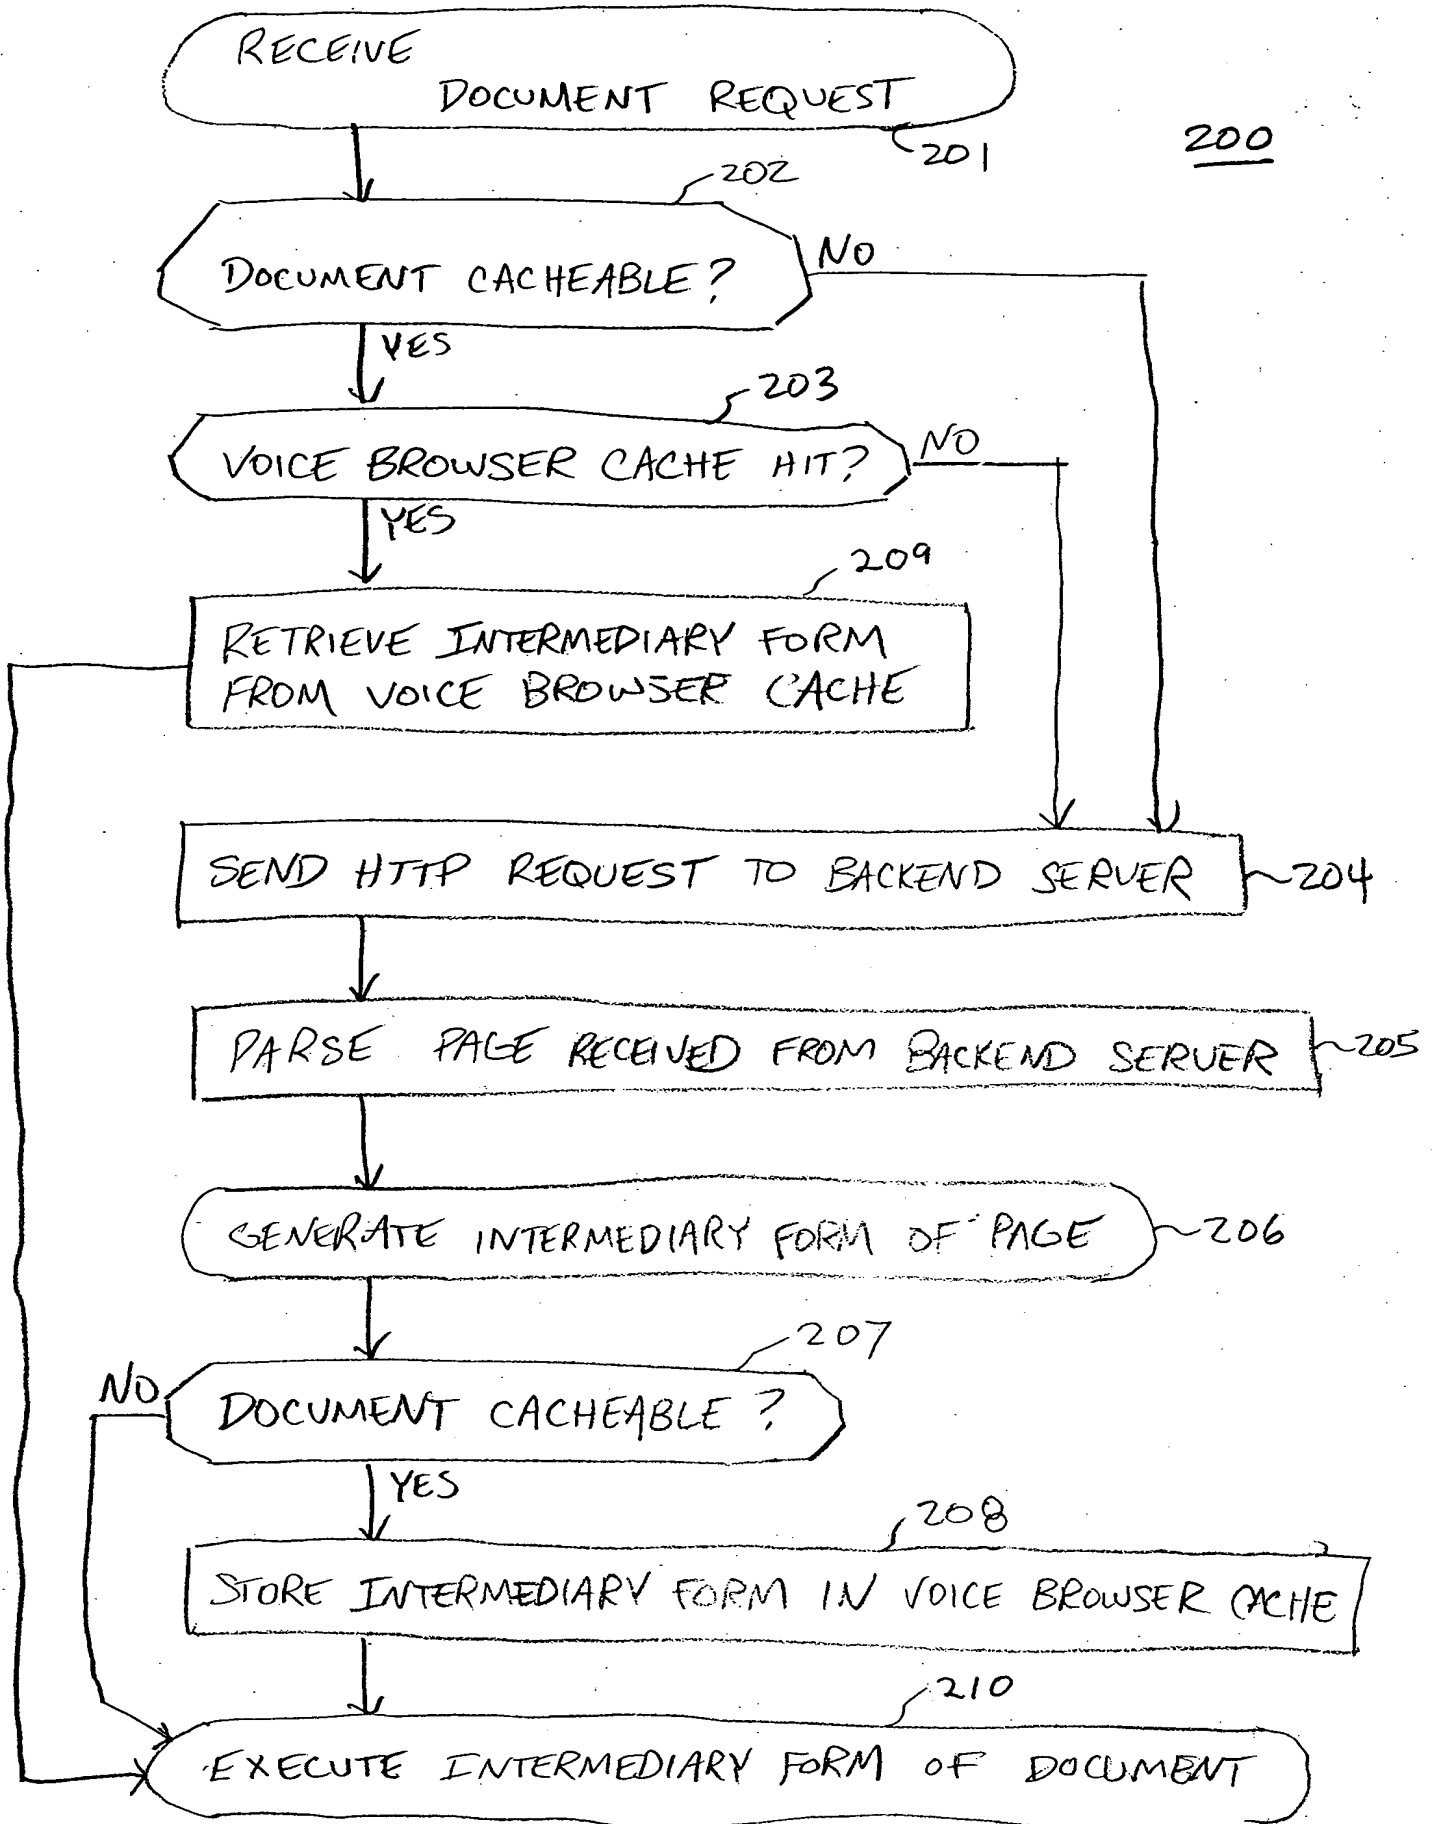 RECEIVE
DOCUMENT REQUEST
201
200
202
DOCUMENT CACHEABLE?
NO
YES
203
VOICE BROWSER CACHE HIT?
NO
YES
209
RETRIEVE INTERMEDIARY FORM
FROM VOICE BROWSER CACHE
SEND HTTP REQUEST TO BACKEND SERVER
204
PARSE PAGE RECEIVED FROM BACKEND SERVER
205
GENERATE INTERMEDIARY FORM OF PAGE
206
207
NO
DOCUMENT CACHEABLE ?
YES
208
STORE INTERMEDIARY FORM IN VOICE BROWSER CACHE
210
EXECUTE INTERMEDIARY FORM OF DOCUMENT